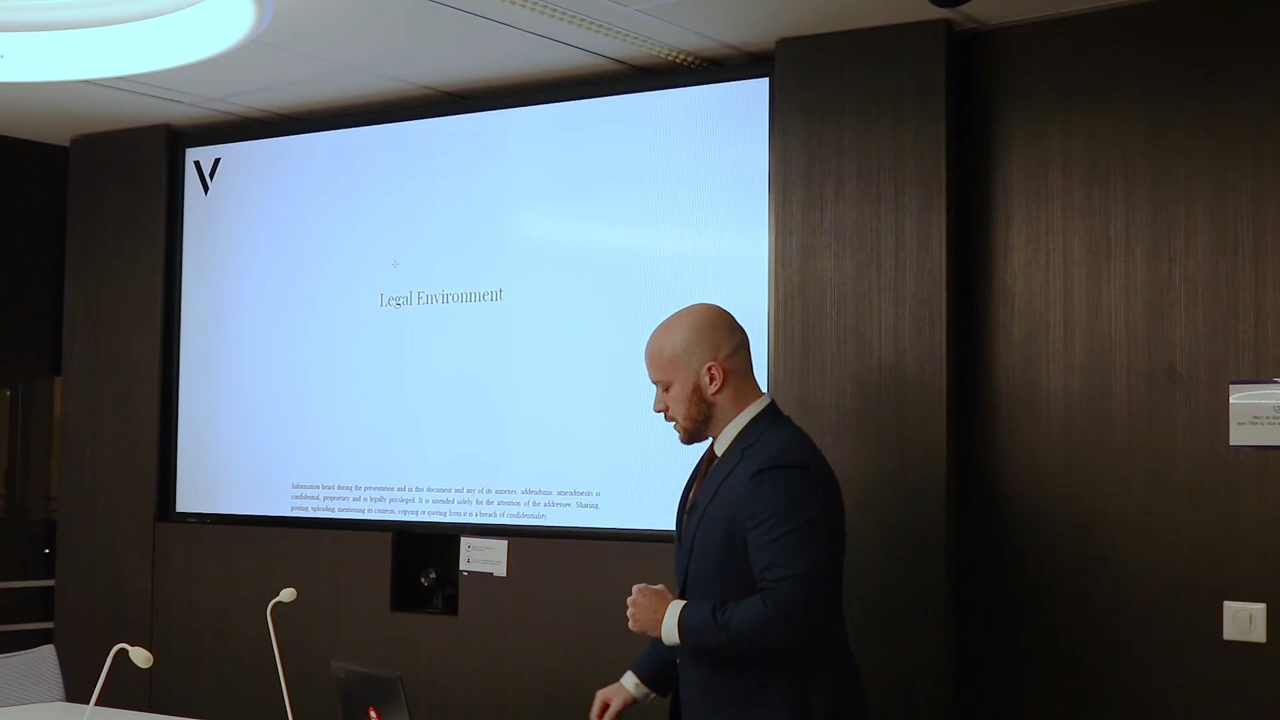 V
Legal Environment
Information heard during the presentation and in this document and any of its annexes, addendums, amendments is
confidential, proprietary and is legally privileged. It is intended solely for the attention of the addressee. Sharing,
posting, uploading, mentioning its contents, copying or quoting from it is a breach of confidentiality